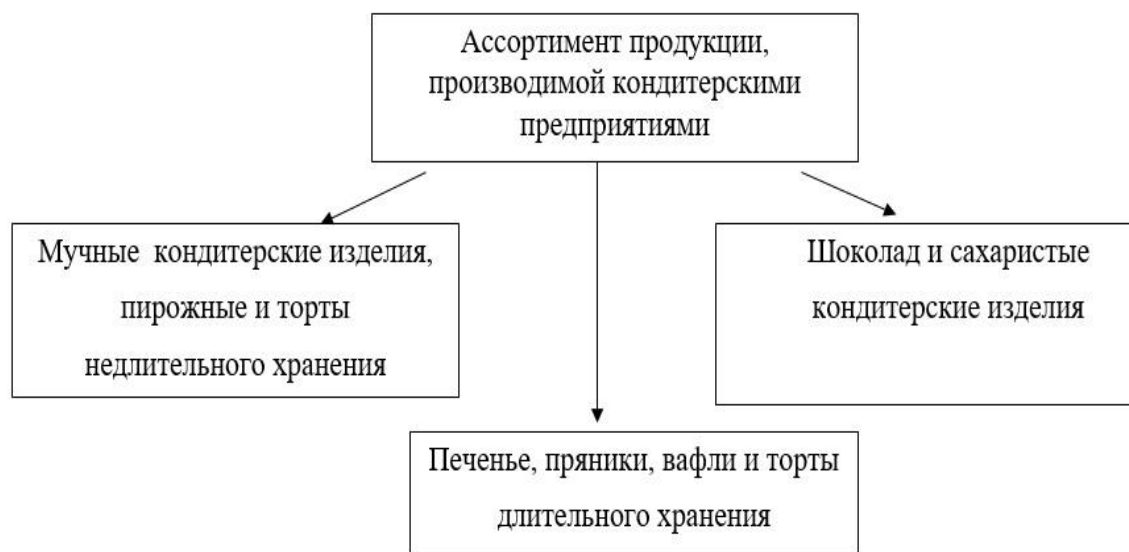 Ассортимент продукции,
производимой кондитерскими
предприятиями
Мучные кондитерские изделия,
пирожные и торты
недлительного хранения
Шоколад и сахаристые
кондитерские изделия
Печенье, пряники, вафли и торты
длительного хранения